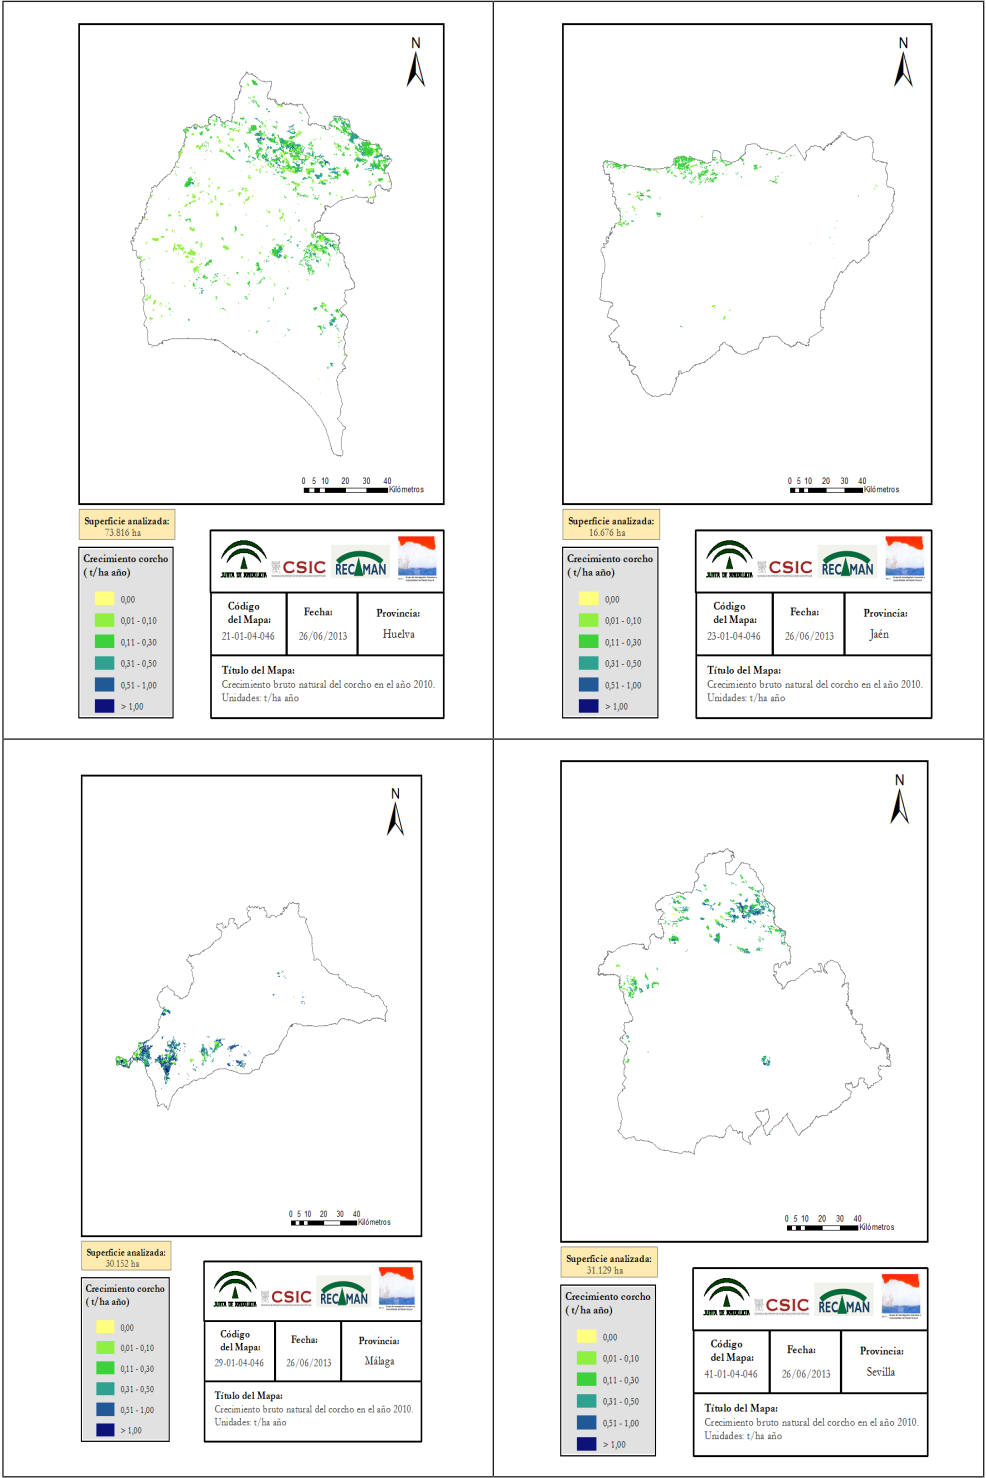 N
0 5 10 20 30 40
Kilómetros
Superficie analizada:
73.816 ha
Crecimiento corcho
( t/ha año)
0,00
0,01 - 0,10
0,11 - 0,30
0,31 - 0,50
0,51 - 1,00
> 1,00
JUNTA DE ANDALUCIA
CSIC
RECAMAN
Código
del Mapa:
21-01-04-046
Fecha:
26/06/2013
Provincia:
Huelva
Título del Mapa:
Crecimiento bruto natural del corcho en el año 2010.
Unidades: t/ha año
N
0 5 10 20 30 40
Kilómetros
Superficie analizada:
16.676 ha
Crecimiento corcho
( t/ha año)
0,00
0,01 - 0,10
0,11 - 0,30
0,31 - 0,50
0,51 - 1,00
> 1,00
JUNTA DE ANDALUCIA
CSIC
RECAMAN
Código
del Mapa:
23-01-04-046
Fecha:
26/06/2013
Provincia:
Jaén
Título del Mapa:
Crecimiento bruto natural del corcho en el año 2010.
Unidades: t/ha año
N
0 5 10 20 30 40
Kilómetros
Superficie analizada:
30.152 ha
Crecimiento corcho
( t/ha año)
0,00
0,01 - 0,10
0,11 - 0,30
0,31 - 0,50
0,51 - 1,00
> 1,00
JUNTA DE ANDALUCIA
CSIC
RECAMAN
Código
del Mapa:
29-01-04-046
Fecha:
26/06/2013
Provincia:
Málaga
Título del Mapa:
Crecimiento bruto natural del corcho en el año 2010.
Unidades: t/ha año
N
0 5 10 20 30 40
Kilómetros
Superficie analizada:
31.129 ha
Crecimiento corcho
( t/ha año)
0,00
0,01 - 0,10
0,11 - 0,30
0,31 - 0,50
0,51 - 1,00
> 1,00
JUNTA DE ANDALUCIA
CSIC
RECAMAN
Código
del Mapa:
41-01-04-046
Fecha:
26/06/2013
Provincia:
Sevilla
Título del Mapa:
Crecimiento bruto natural del corcho en el año 2010.
Unidades: t/ha año